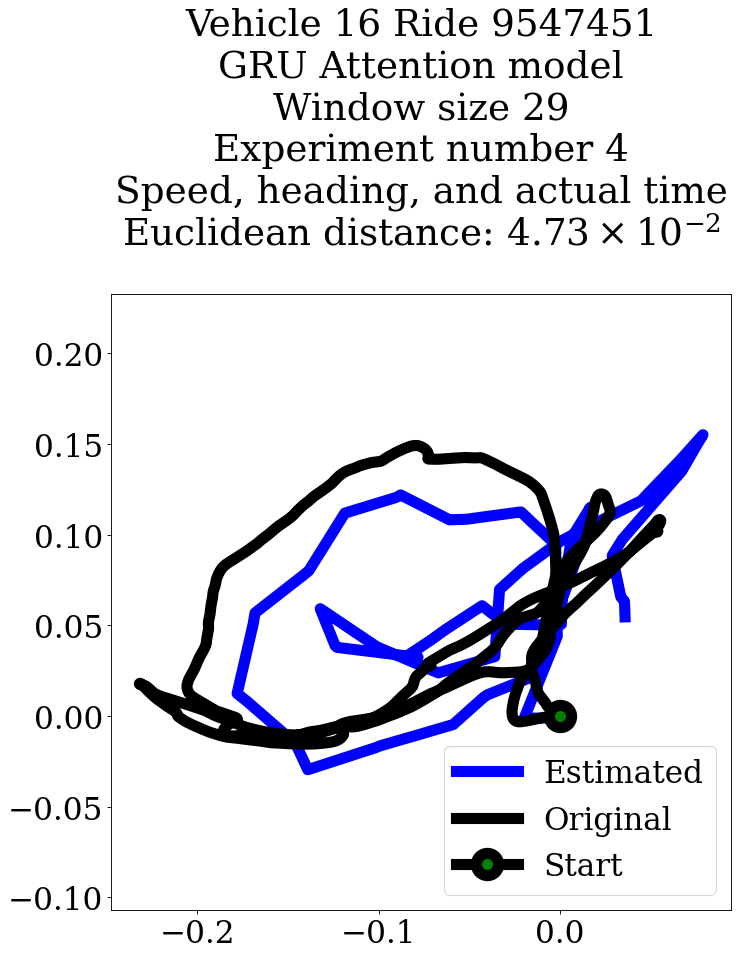 Vehicle 16 Ride 9547451
GRU Attention model
Window size 29
Experiment number 4
Speed, heading, and actual time
Euclidean distance: 4.73 × 10⁻²
0.20
0.15
0.10
0.05
0.00
−0.05
−0.10
−0.2
−0.1
0.0
Estimated
Original
Start